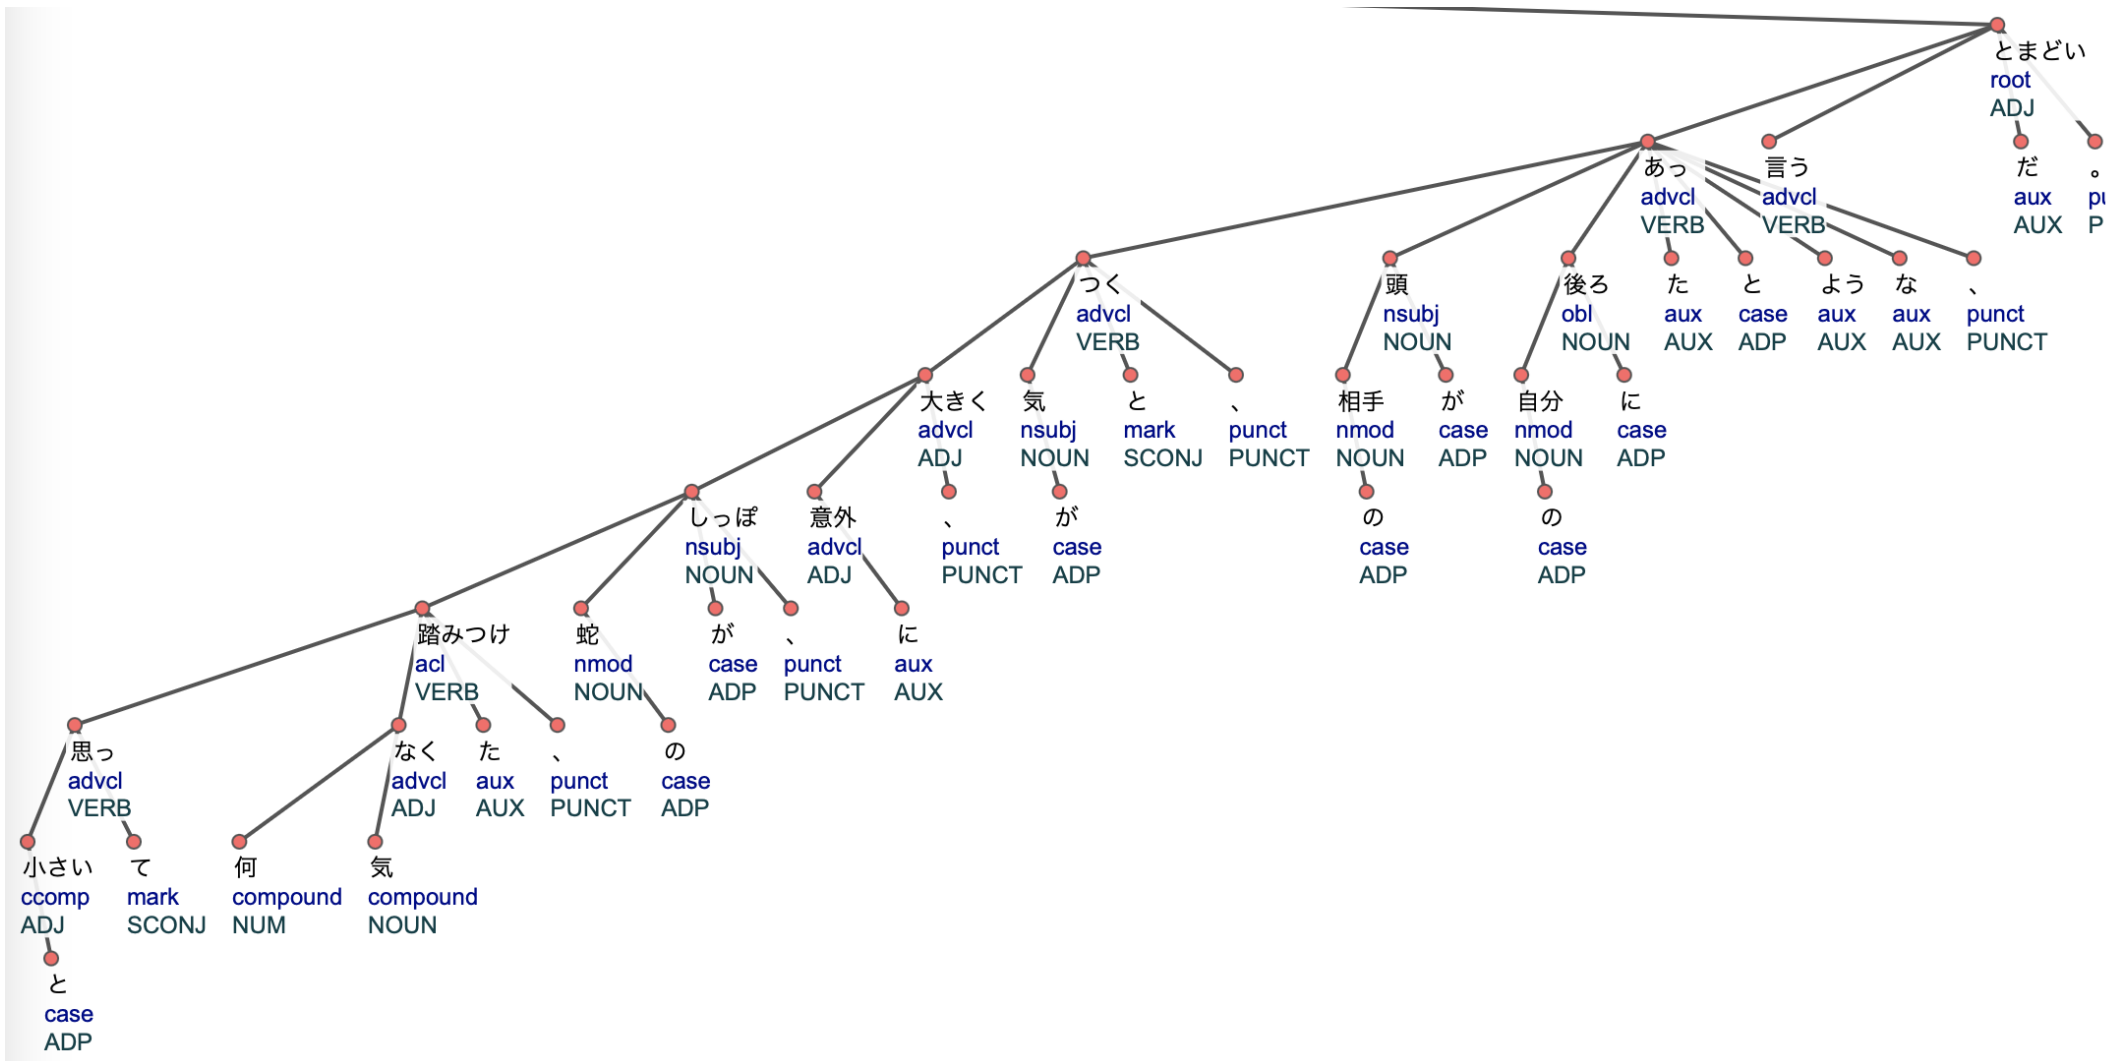 とまどい
root
ADJ
あっ
advcl
VERB
言う
advcl
VERB
だ
aux
AUX
。
つく
advcl
VERB
頭
nsubj
NOUN
後ろ
obl
NOUN
た
aux
AUX
と
case
ADP
よう
aux
AUX
な
aux
AUX
、
punct
PUNCT
大きく
advcl
ADJ
気
nsubj
NOUN
と
mark
SCONJ
、
punct
PUNCT
相手
nmod
NOUN
が
case
ADP
自分
nmod
NOUN
に
case
ADP
しっぽ
nsubj
NOUN
意外
advcl
ADJ
、
punct
PUNCT
が
case
ADP
の
case
ADP
の
case
ADP
踏みつけ
acl
VERB
蛇
nmod
NOUN
が
case
ADP
、
punct
PUNCT
に
aux
AUX
思っ
advcl
VERB
なく
advcl
ADJ
た
aux
AUX
、
punct
PUNCT
の
case
ADP
小さい
ccomp
ADJ
て
mark
SCONJ
何
compound
NUM
気
compound
NOUN
と
case
ADP